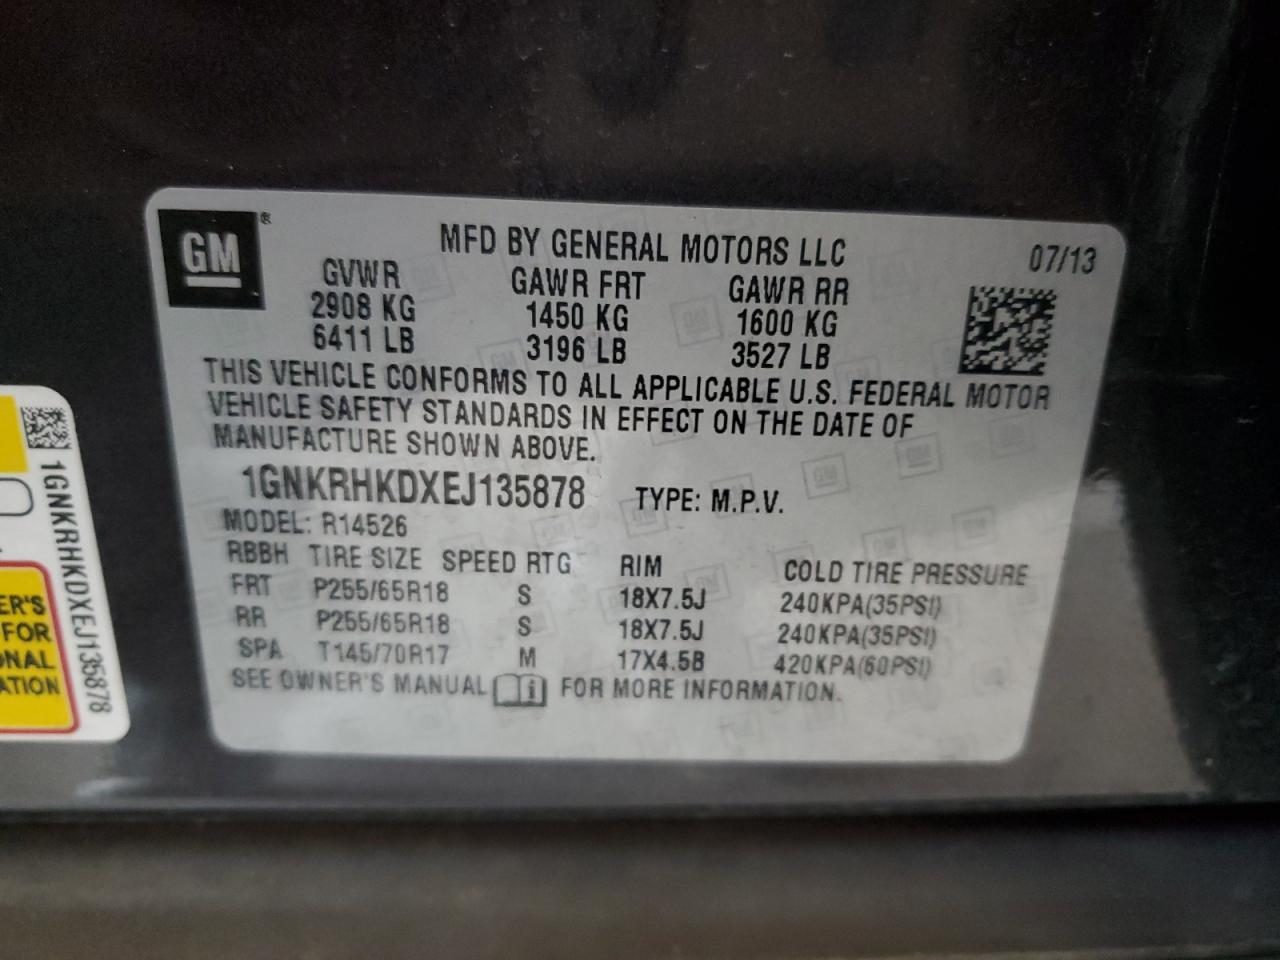 GM ®
MFD BY GENERAL MOTORS LLC 07/13
GVWR GAWR FRT GAWR RR
2908 KG 1450 KG 1600 KG
6411 LB 3196 LB 3527 LB
THIS VEHICLE CONFORMS TO ALL APPLICABLE U.S. FEDERAL MOTOR
VEHICLE SAFETY STANDARDS IN EFFECT ON THE DATE OF
MANUFACTURE SHOWN ABOVE.
1GNKRHKDXEJ135878 TYPE: M.P.V.
MODEL: R14526
RBBH TIRE SIZE SPEED RTG RIM COLD TIRE PRESSURE
FRT P255/65R18 S 18X7.5J 240KPA(35PSI)
RR P255/65R18 S 18X7.5J 240KPA(35PSI)
SPA T145/70R17 M 17X4.5B 420KPA(60PSI)
SEE OWNER'S MANUAL i FOR MORE INFORMATION.
1GNKRHKDXEJ135878
ER'S
FOR
NAL
ATION